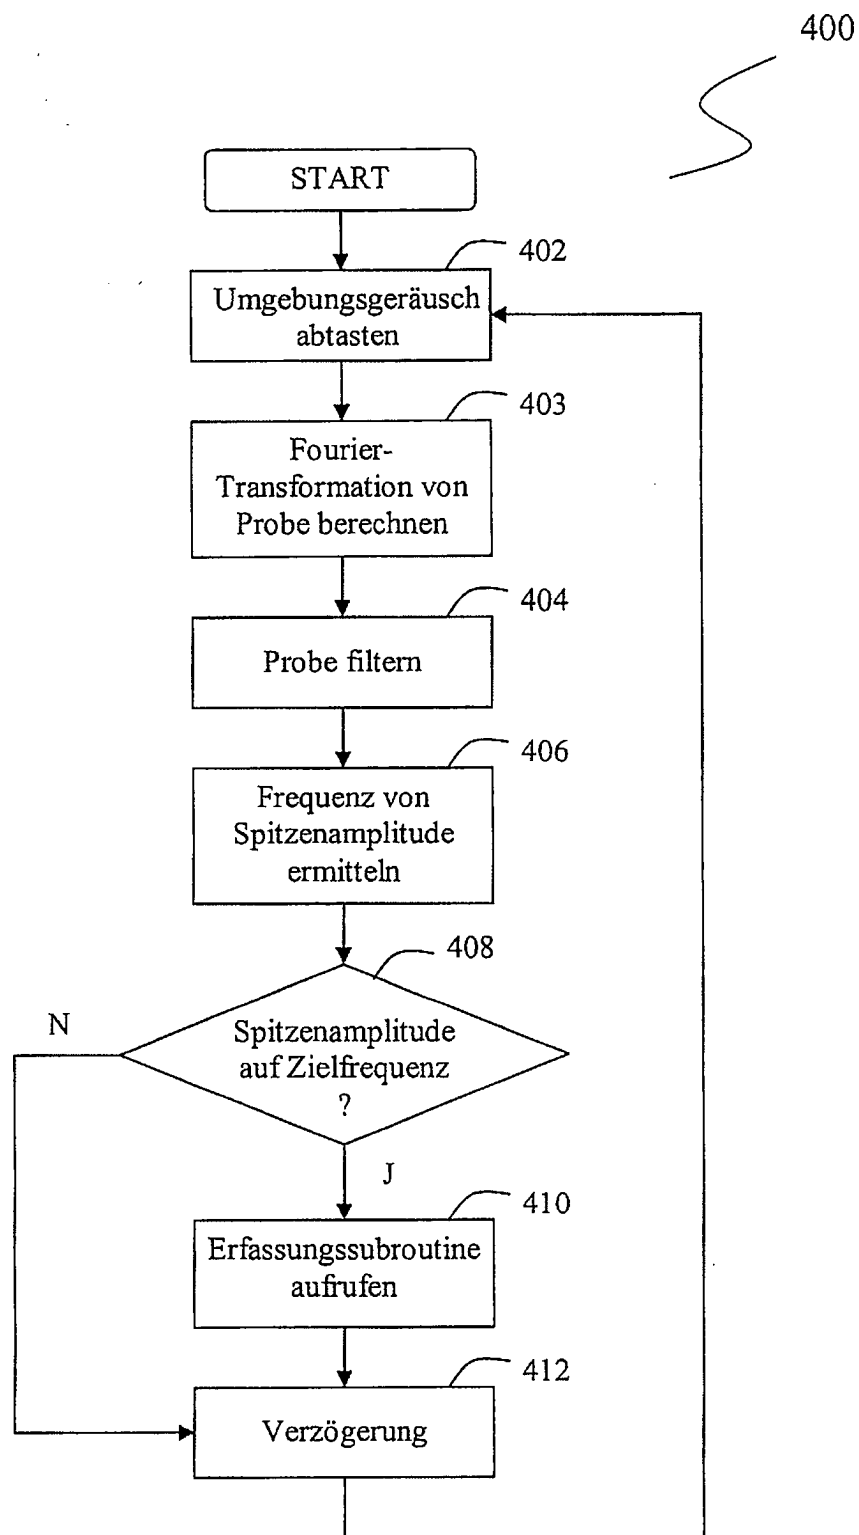 400
START
402
Umgebungsgeräusch
abtasten
403
Fourier-
Transformation von
Probe berechnen
404
Probe filtern
406
Frequenz von
Spitzenamplitude
ermitteln
408
N
Spitzenamplitude
auf Zielfrequenz
?
J
410
Erfassungssubroutine
aufrufen
412
Verzögerung